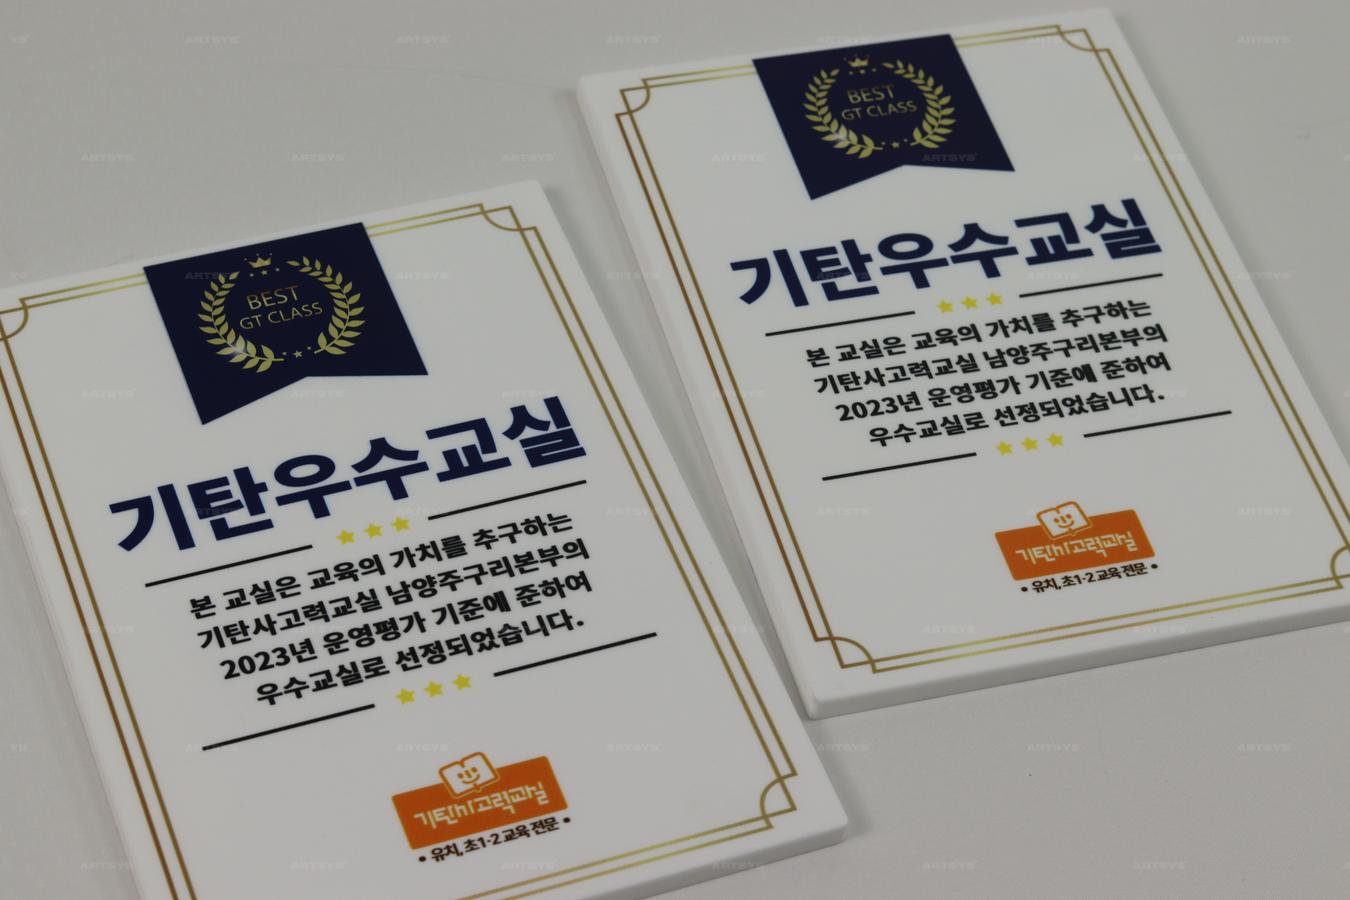 BEST
GT CLASS
기탄우수교실
본 교실은 교육의 가치를 추구하는
기탄사고력교실 남양주구리본부의
2023년 운영평가 기준에 준하여
우수교실로 선정되었습니다.
기탄사고력교실
• 유치, 초1-2 교육 전문 •
BEST
GT CLASS
기탄우수교실
본 교실은 교육의 가치를 추구하는
기탄사고력교실 남양주구리본부의
2023년 운영평가 기준에 준하여
우수교실로 선정되었습니다.
기탄사고력교실
• 유치, 초1-2 교육 전문 •
ARTSYS